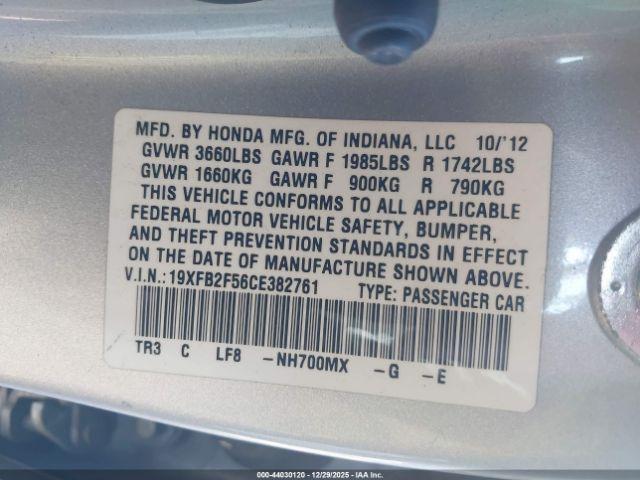 MFD. BY HONDA MFG. OF INDIANA, LLC 10/'12
GVWR 3660LBS GAWR F 1985LBS R 1742LBS
GVWR 1660KG GAWR F 900KG R 790KG
THIS VEHICLE CONFORMS TO ALL APPLICABLE
FEDERAL MOTOR VEHICLE SAFETY, BUMPER,
AND THEFT PREVENTION STANDARDS IN EFFECT
ON THE DATE OF MANUFACTURE SHOWN ABOVE.
V.I.N.: 19XFB2F56CE382761 TYPE: PASSENGER CAR
TR3 C LF8 -NH700MX -G -E
000-44030120 12/29/2025 - IAA Inc.